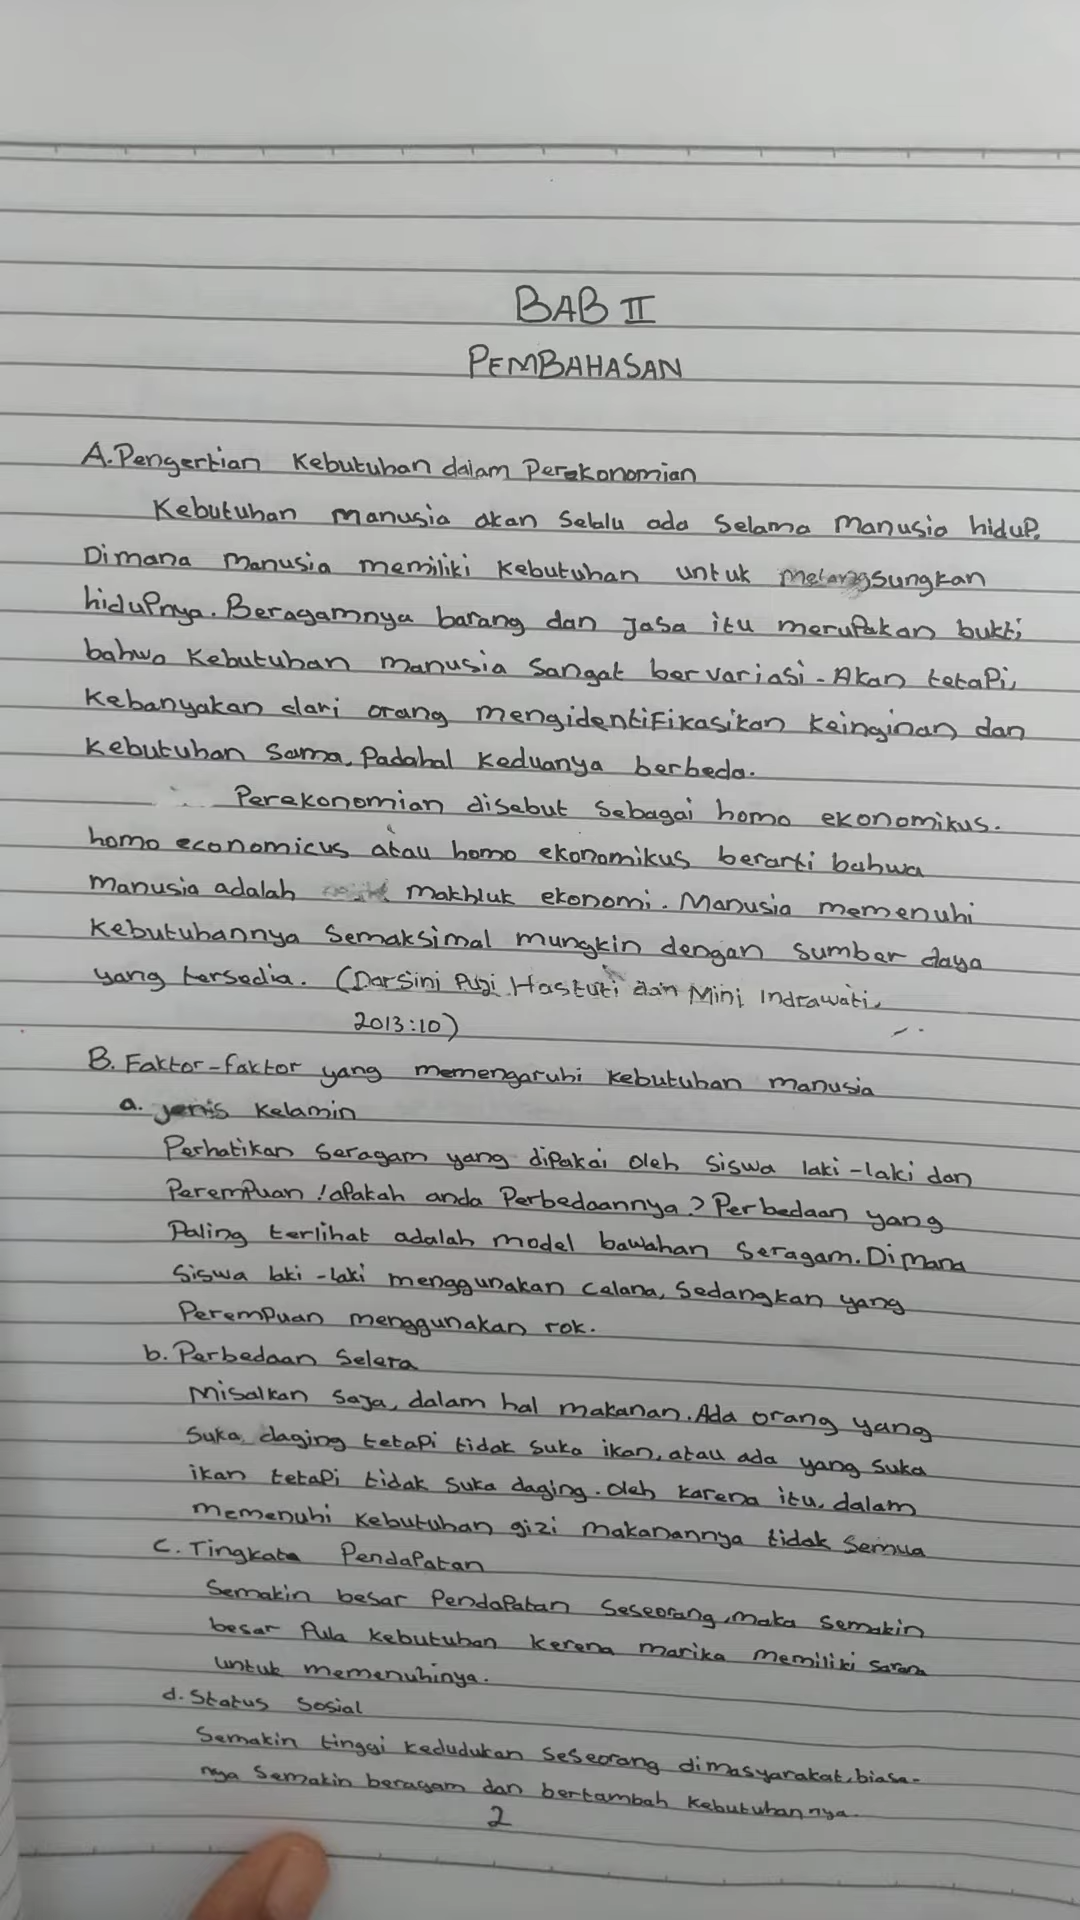 BAB II
PEMBAHASAN
A. Pengertian Kebutuhan dalam Perekonomian
Kebutuhan manusia akan selalu ada selama manusia hidup.
Dimana manusia memiliki kebutuhan untuk melangsungkan
hidupnya. Beragamnya barang dan jasa itu merupakan bukti
bahwa kebutuhan manusia sangat bervariasi. Akan tetapi,
kebanyakan dari orang mengidentifikasikan keinginan dan
kebutuhan sama, Padahal keduanya berbeda.
Perekonomian disebut sebagai homo ekonomikus.
homo economicus atau homo ekonomikus berarti bahwa
manusia adalah makhluk ekonomi. Manusia memenuhi
kebutuhannya semaksimal mungkin dengan sumber daya
yang tersedia. (Darsini Puji Hastuti dan Mini Indrawati,
2013:10)
B. Faktor-faktor yang memengaruhi kebutuhan manusia
a. jenis kelamin
Perhatikan seragam yang dipakai oleh siswa laki-laki dan
Perempuan! apakah anda Perbedaannya? Perbedaan yang
Paling terlihat adalah model bawahan seragam. Dimana
siswa laki-laki menggunakan celana, sedangkan yang
Perempuan menggunakan rok.
b. Perbedaan selera
misalkan saja, dalam hal makanan. Ada orang yang
suka daging tetapi tidak suka ikan, atau ada yang suka
ikan tetapi tidak suka daging. oleh karena itu, dalam
memenuhi kebutuhan gizi makanannya tidak semua
c. Tingkata Pendapatan
Semakin besar Pendapatan seseorang, maka semakin
besar Pula kebutuhan kerena marika memiliki sarana
untuk memenuhinya.
d. Status Sosial
Semakin tinggi kedudukan seseorang dimasyarakat, biasa-
nya semakin beragam dan bertambah kebutuhannya.
2